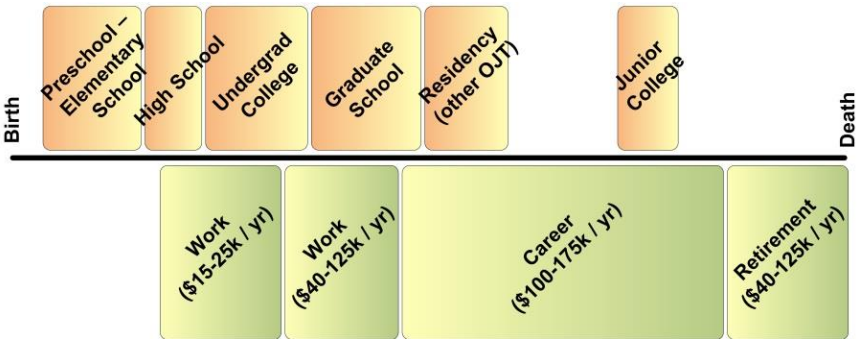 Birth
Preschool –
Elementary
School
High School
Undergrad
College
Graduate
School
Residency
(other OJT)
Junior
College
Death
Work
($15-25k / yr)
Work
($40-125k / yr)
Career
($100-175k / yr)
Retirement
($40-125k / yr)